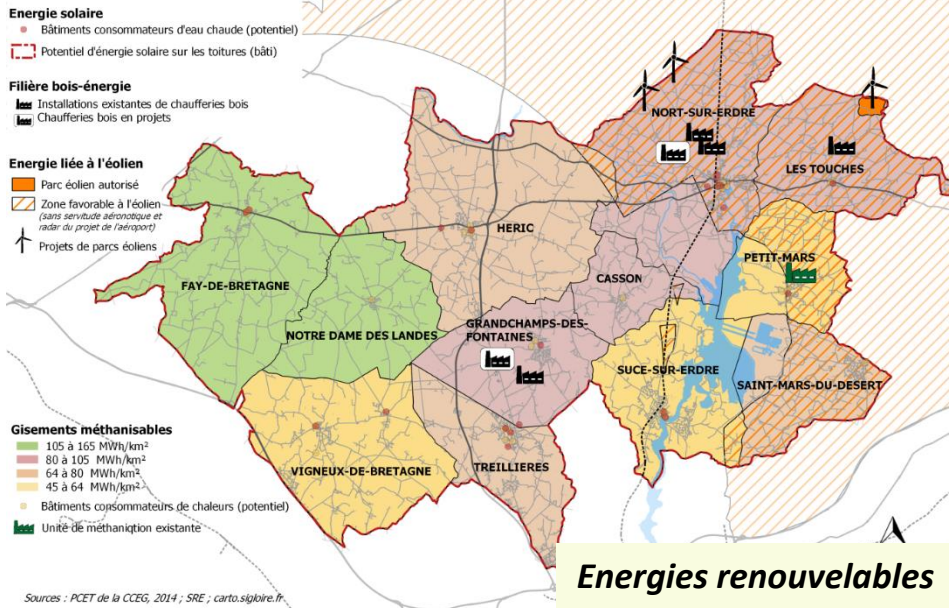 Energie solaire
Bâtiments consommateurs d'eau chaude (potentiel)
Potentiel d'énergie solaire sur les toitures (bâti)
Filière bois-énergie
Installations existantes de chaufferies bois
Chaufferies bois en projets
Energie liée à l'éolien
Parc éolien autorisé
Zone favorable à l'éolien
(sans servitude aéronotique et
radar du projet de l'aéroport)
Projets de parcs éoliens
NORT-SUR-ERDRE
LES TOUCHES
HERIC
PETIT-MARS
CASSON
FAY-DE-BRETAGNE
NOTRE DAME DES LANDES
GRANDCHAMPS-DES-
FONTAINES
SUCE-SUR-ERDRE
SAINT-MARS-DU-DESERT
VIGNEUX-DE-BRETAGNE
TREILLIERES
Gisements méthanisables
105 à 165 MWh/km²
80 à 105 MWh/km²
64 à 80 MWh/km²
45 à 64 MWh/km²
Bâtiments consommateurs de chaleurs (potentiel)
Unité de méthaniqtion existante
Energies renouvelables
Sources : PCET de la CCEG, 2014 ; SRE ; carto.sigloire.fr